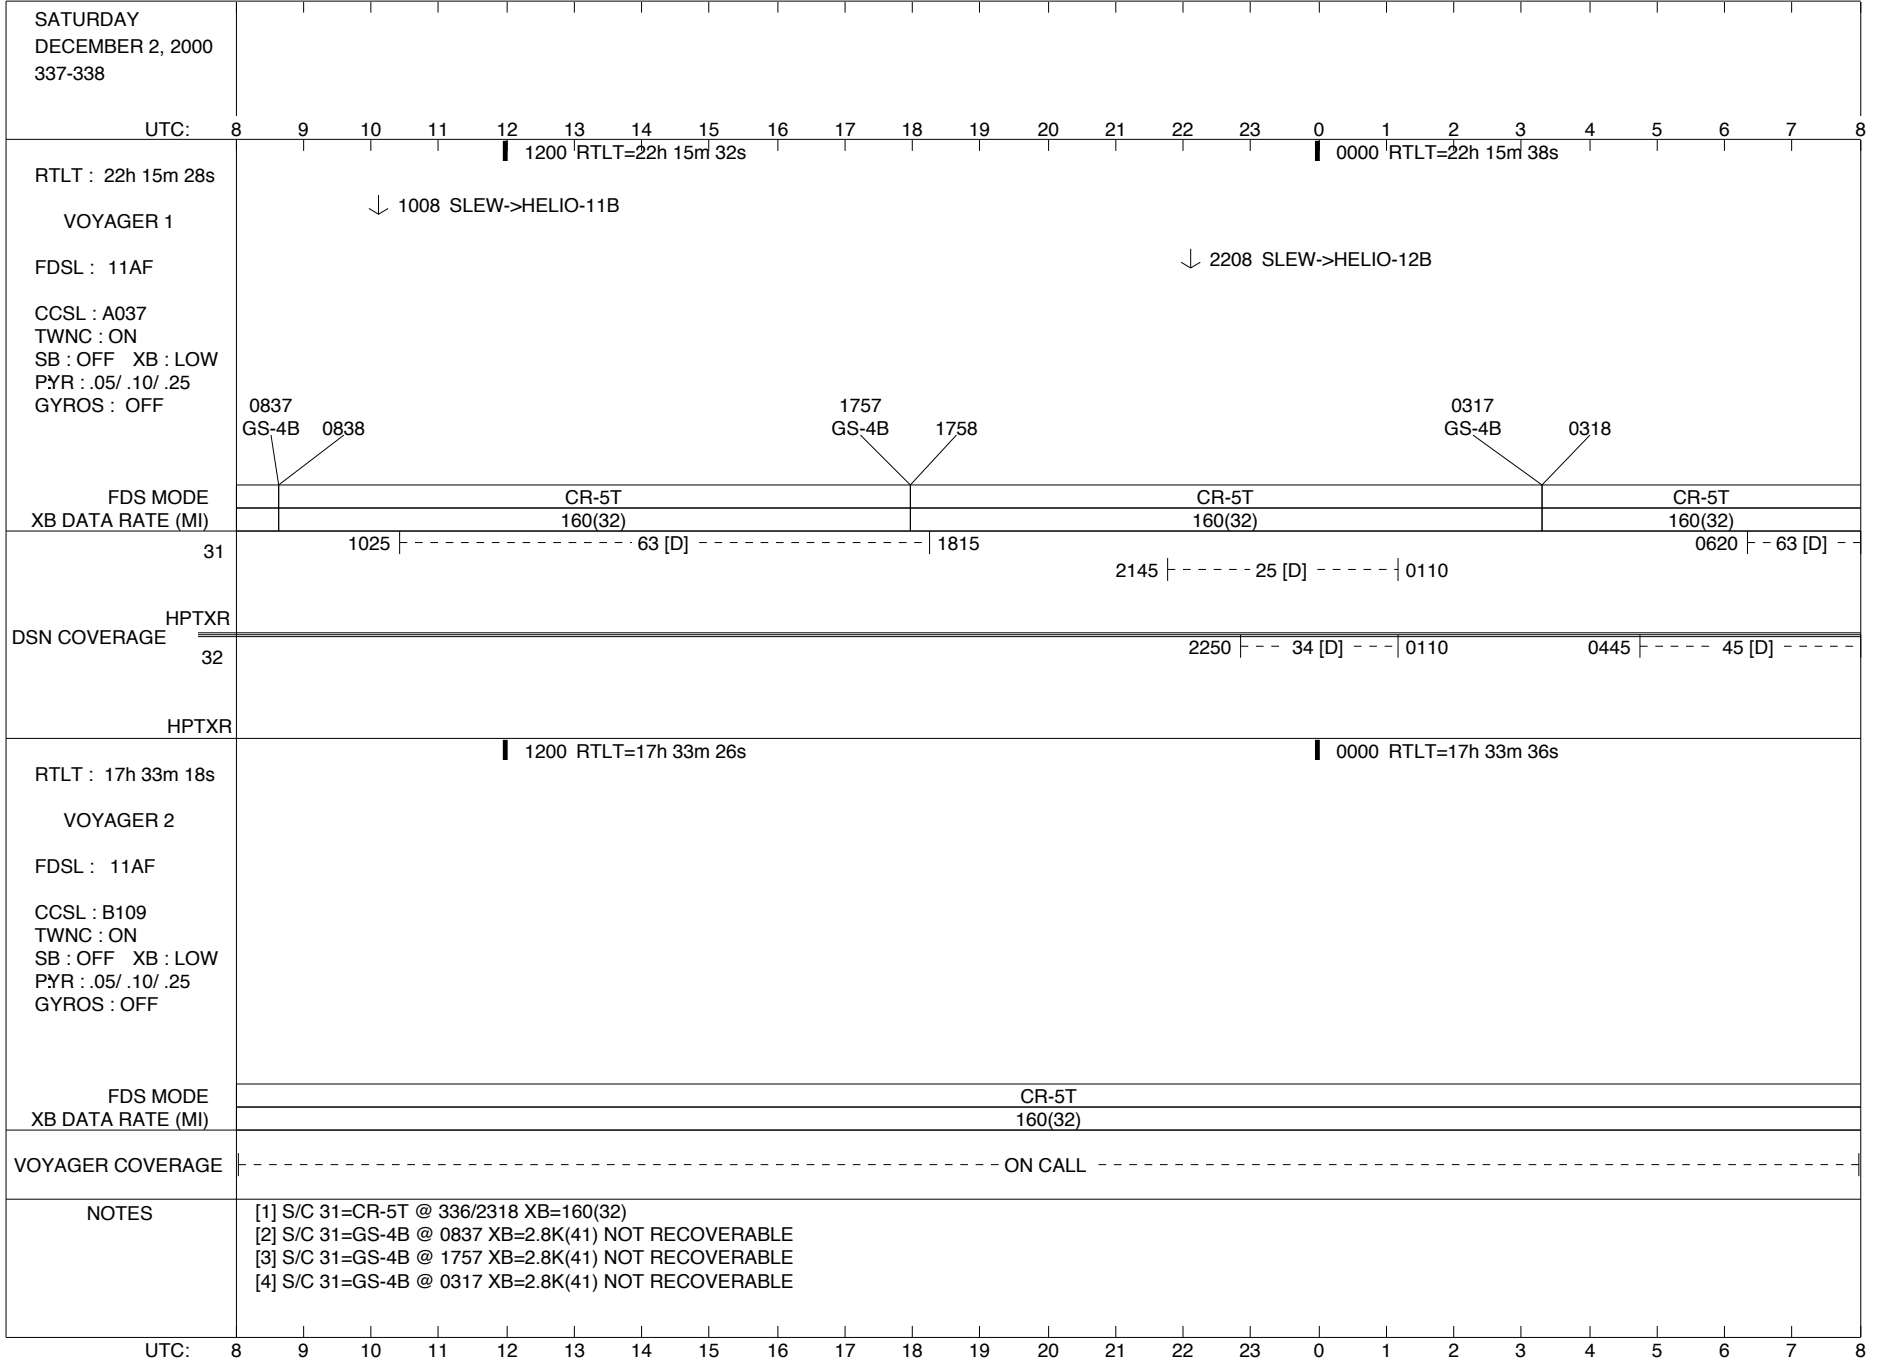 SATURDAY
DECEMBER 2, 2000
337-338
UTC: 8 9 10 11 12 13 14 15 16 17 18 19 20 21 22 23 0 1 2 3 4 5 6 7 8
1200 RTLT=22h 15m 32s 0000 RTLT=22h 15m 38s
RTLT : 22h 15m 28s
1008 SLEW->HELIO-11B
VOYAGER 1
2208 SLEW->HELIO-12B
FDSL : 11AF
CCSL : A037
TWNC : ON
SB : OFF XB : LOW
P:YR : .05/ .10/ .25
GYROS : OFF
0837 1757 0317
GS-4B 0838 GS-4B 1758 GS-4B 0318
FDS MODE CR-5T CR-5T CR-5T
XB DATA RATE (MI) 160(32) 160(32) 160(32)
31 1025 63 [D] 1815 0620 63 [D]
2145 25 [D] 0110
HPTXR
DSN COVERAGE
32 2250 34 [D] 0110 0445 45 [D]
HPTXR
1200 RTLT=17h 33m 26s 0000 RTLT=17h 33m 36s
RTLT : 17h 33m 18s
VOYAGER 2
FDSL : 11AF
CCSL : B109
TWNC : ON
SB : OFF XB : LOW
P:YR : .05/ .10/ .25
GYROS : OFF
FDS MODE CR-5T
XB DATA RATE (MI) 160(32)
VOYAGER COVERAGE ON CALL
NOTES [1] S/C 31=CR-5T @ 336/2318 XB=160(32)
[2] S/C 31=GS-4B @ 0837 XB=2.8K(41) NOT RECOVERABLE
[3] S/C 31=GS-4B @ 1757 XB=2.8K(41) NOT RECOVERABLE
[4] S/C 31=GS-4B @ 0317 XB=2.8K(41) NOT RECOVERABLE
UTC: 8 9 10 11 12 13 14 15 16 17 18 19 20 21 22 23 0 1 2 3 4 5 6 7 8